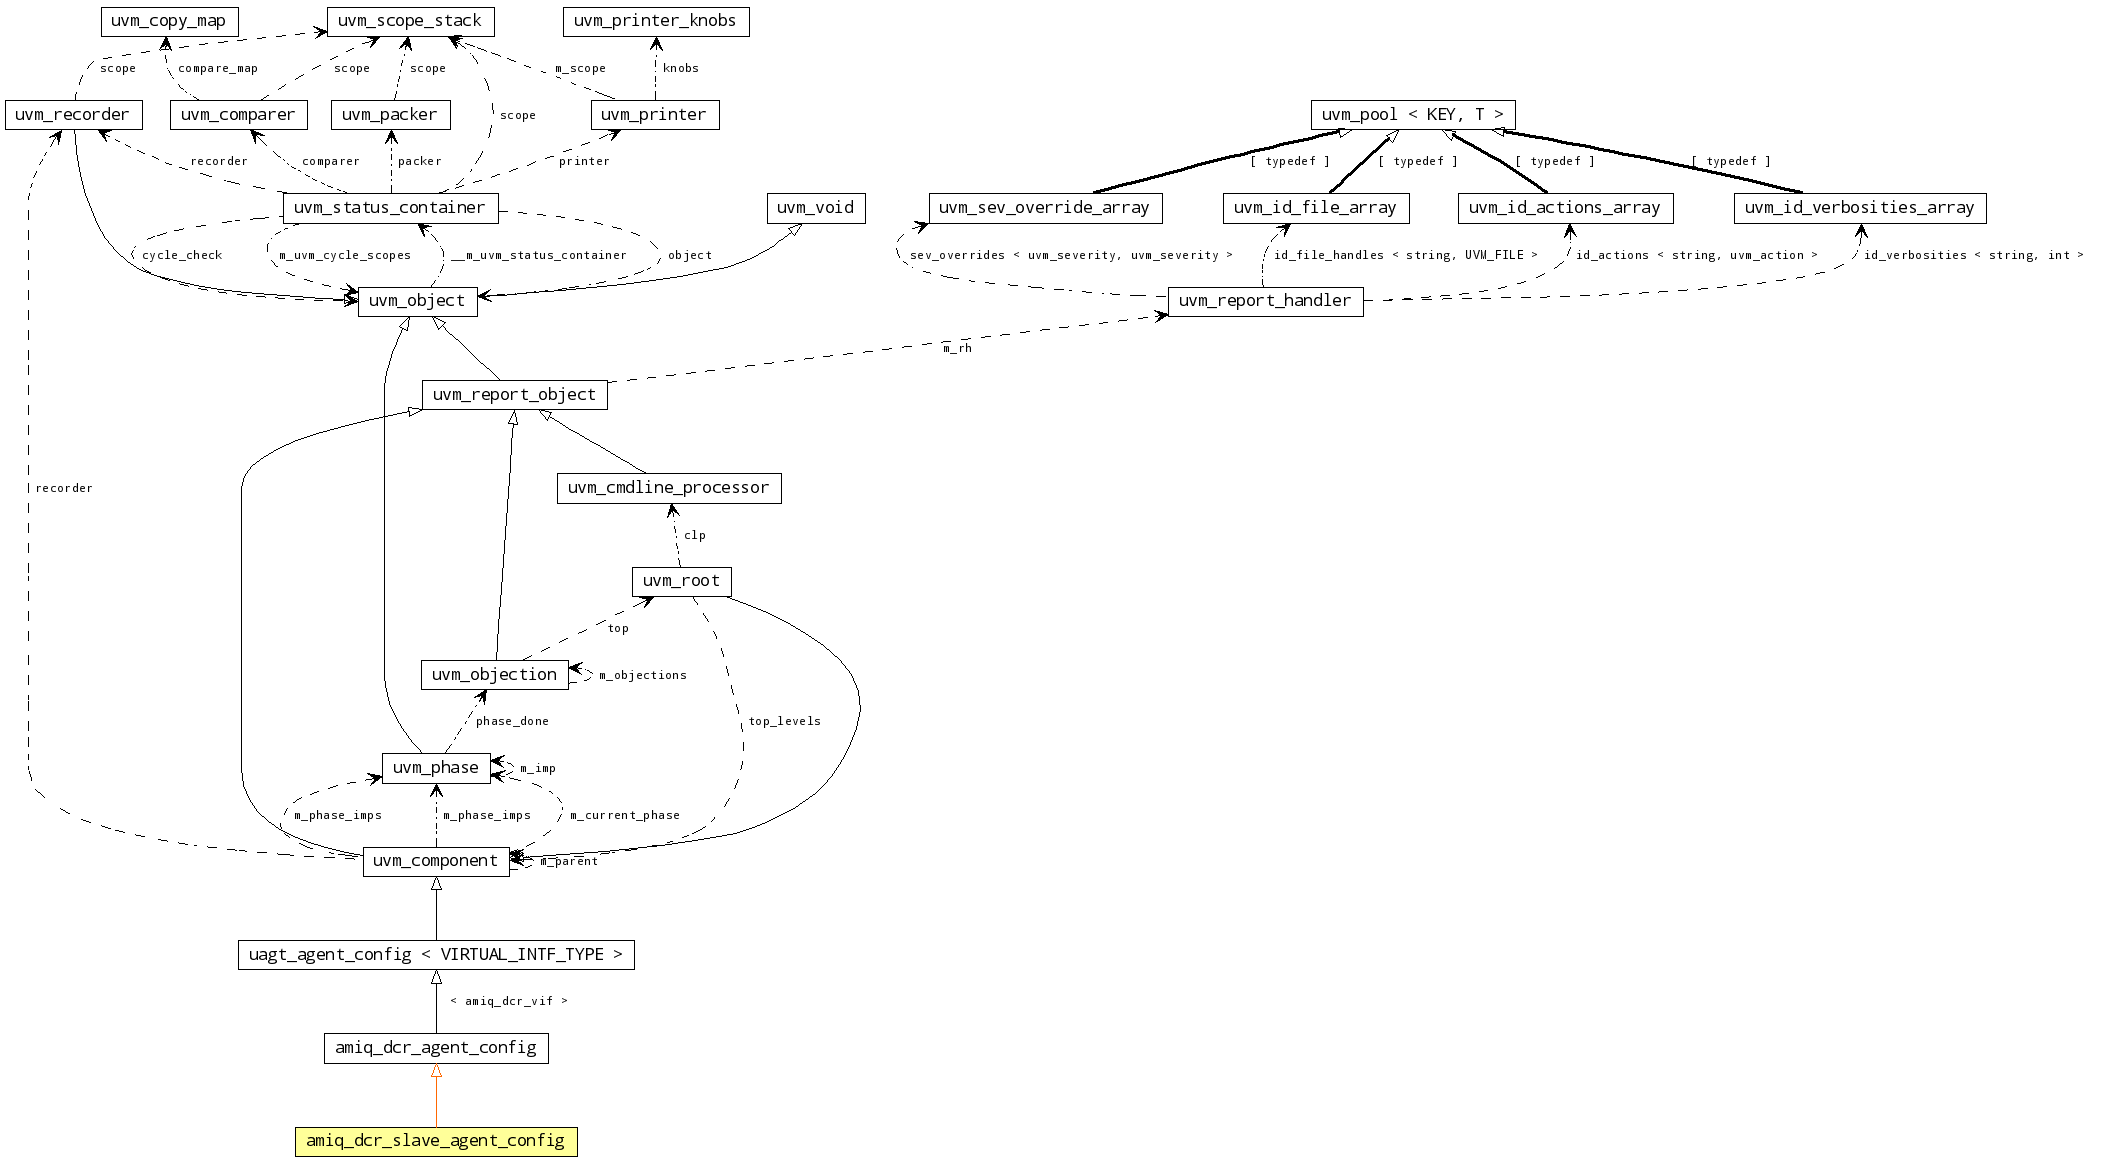 uvm_copy_map
uvm_scope_stack
uvm_printer_knobs
scope
compare_map
scope
scope
m_scope
knobs
uvm_recorder
uvm_comparer
uvm_packer
scope
uvm_printer
uvm_pool < KEY, T >
recorder
comparer
packer
printer
[ typedef ]
[ typedef ]
[ typedef ]
[ typedef ]
uvm_status_container
uvm_void
uvm_sev_override_array
uvm_id_file_array
uvm_id_actions_array
uvm_id_verbosities_array
cycle_check
m_uvm_cycle_scopes
__m_uvm_status_container
object
sev_overrides < uvm_severity, uvm_severity >
id_file_handles < string, UVM_FILE >
id_actions < string, uvm_action >
id_verbosities < string, int >
uvm_object
uvm_report_handler
m_rh
uvm_report_object
recorder
uvm_cmdline_processor
clp
uvm_root
top
uvm_objection
m_objections
phase_done
top_levels
uvm_phase
m_imp
m_phase_imps
m_phase_imps
m_current_phase
uvm_component
m_parent
uagt_agent_config < VIRTUAL_INTF_TYPE >
< amiq_dcr_vif >
amiq_dcr_agent_config
amiq_dcr_slave_agent_config